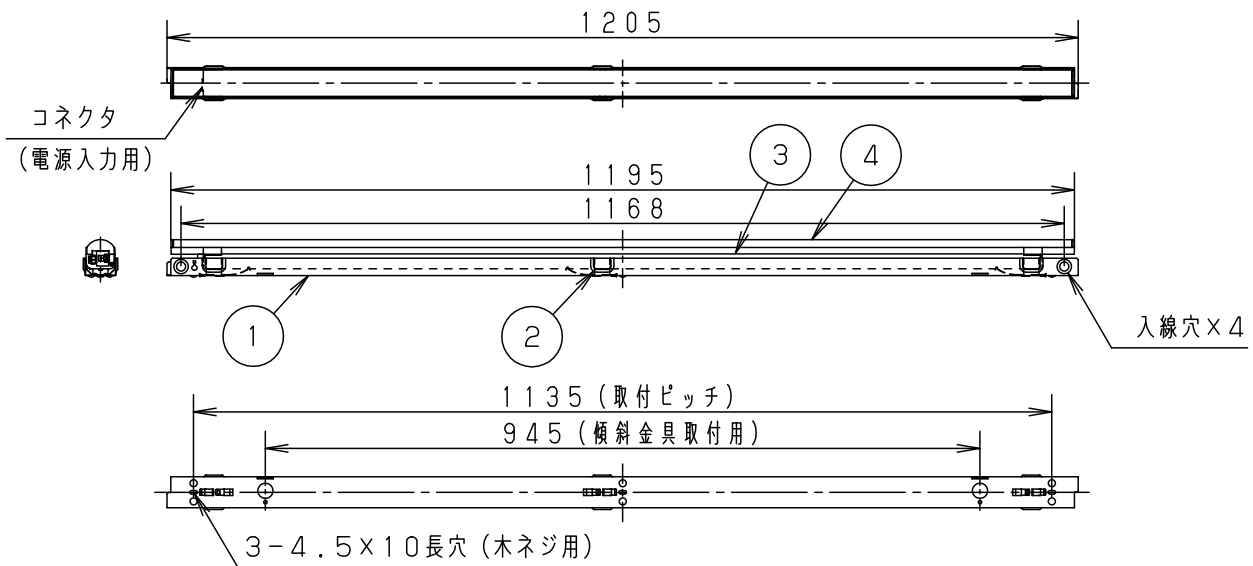 1205
コネクタ
(電源入力用)
1195
③ ④
1168
① ②
入線穴×4
1135(取付ピッチ)
945(傾斜金具取付用)
3-4.5×10長穴(木ネジ用)